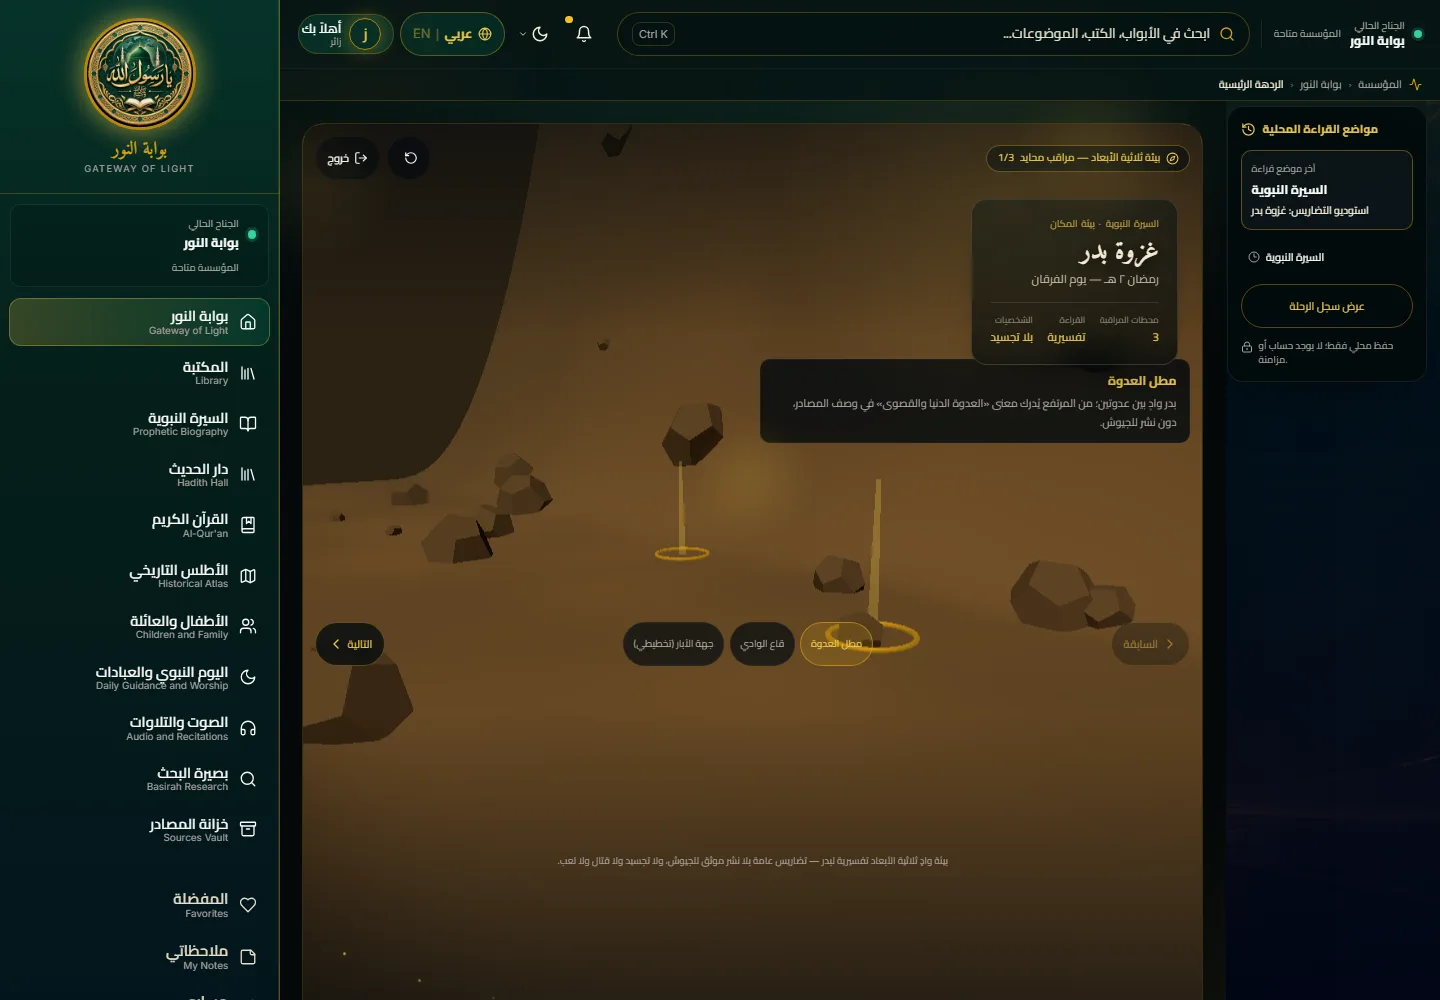 الجناح الحالي
بوابة النور
المؤسسة متاحة
ابحث في الأبواب، الكتب، الموضوعات...
Ctrl K
عربي | EN
أهلاً بك
زائر
ز
المؤسسة
بوابة النور
الردهة الرئيسية
يا رسول الله
بوابة النور
GATEWAY OF LIGHT
الجناح الحالي
بوابة النور
المؤسسة متاحة
بوابة النور
Gateway of Light
المكتبة
Library
السيرة النبوية
Prophetic Biography
دار الحديث
Hadith Hall
القرآن الكريم
Al-Qur'an
الأطلس التاريخي
Historical Atlas
الأطفال والعائلة
Children and Family
اليوم النبوي والعبادات
Daily Guidance and Worship
الصوت والتلاوات
Audio and Recitations
بصيرة البحث
Basirah Research
خزانة المصادر
Sources Vault
المفضلة
Favorites
ملاحظاتي
My Notes
مواضع القراءة المحلية
آخر موضع قراءة
السيرة النبوية
استوديو التضاريس: غزوة بدر
السيرة النبوية
عرض سجل الرحلة
حفظ محلي فقط؛ لا يوجد حساب أو
مزامنة.
بيئة ثلاثية الأبعاد — مراقب محايد 1/3
خروج
السيرة النبوية · بيئة المكان
غزوة بدر
رمضان ٢ هـ — يوم الفرقان
محطات المراقبة
القراءة
الشخصيات
3
تفسيرية
بلا تجسيد
مطل العدوة
بدر وادٍ بين عدوتين؛ من المرتفع يُدرك معنى «العدوة الدنيا والقصوى» في وصف المصادر،
دون نشر للجيوش.
السابقة
مطل العدوة
قاع الوادي
جهة الآبار (تخطيطي)
التالية
بيئة وادٍ ثلاثية الأبعاد تفسيرية لبدر — تضاريس عامة بلا نشر موثق للجيوش، ولا تجسيد ولا قتال ولا لعب.